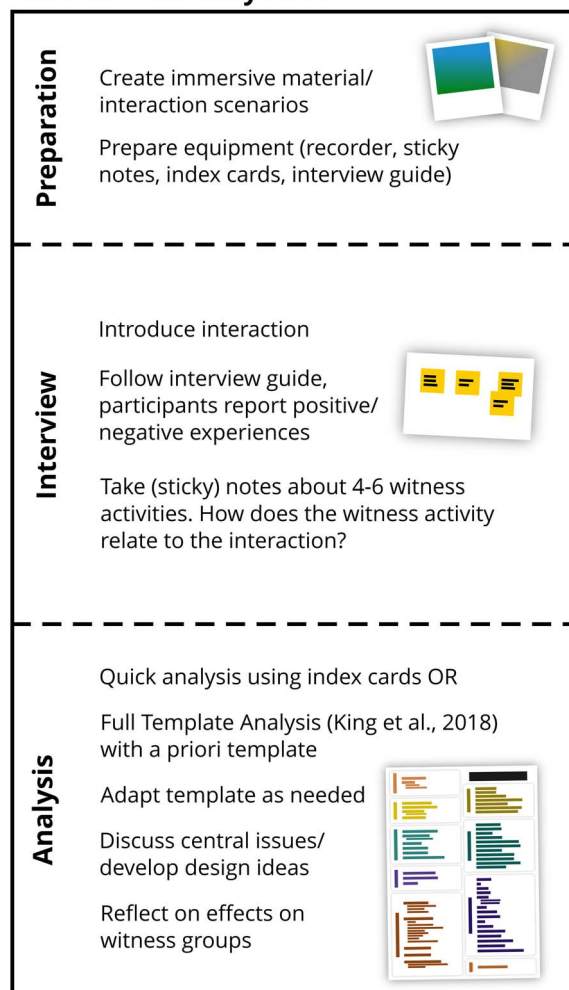 Preparation
Create immersive material/
interaction scenarios
Prepare equipment (recorder, sticky
notes, index cards, interview guide)
Interview
Introduce interaction
Follow interview guide,
participants report positive/
negative experiences
Take (sticky) notes about 4-6 witness
activities. How does the witness activity
relate to the interaction?
Analysis
Quick analysis using index cards OR
Full Template Analysis (King et al., 2018)
with a priori template
Adapt template as needed
Discuss central issues/
develop design ideas
Reflect on effects on
witness groups